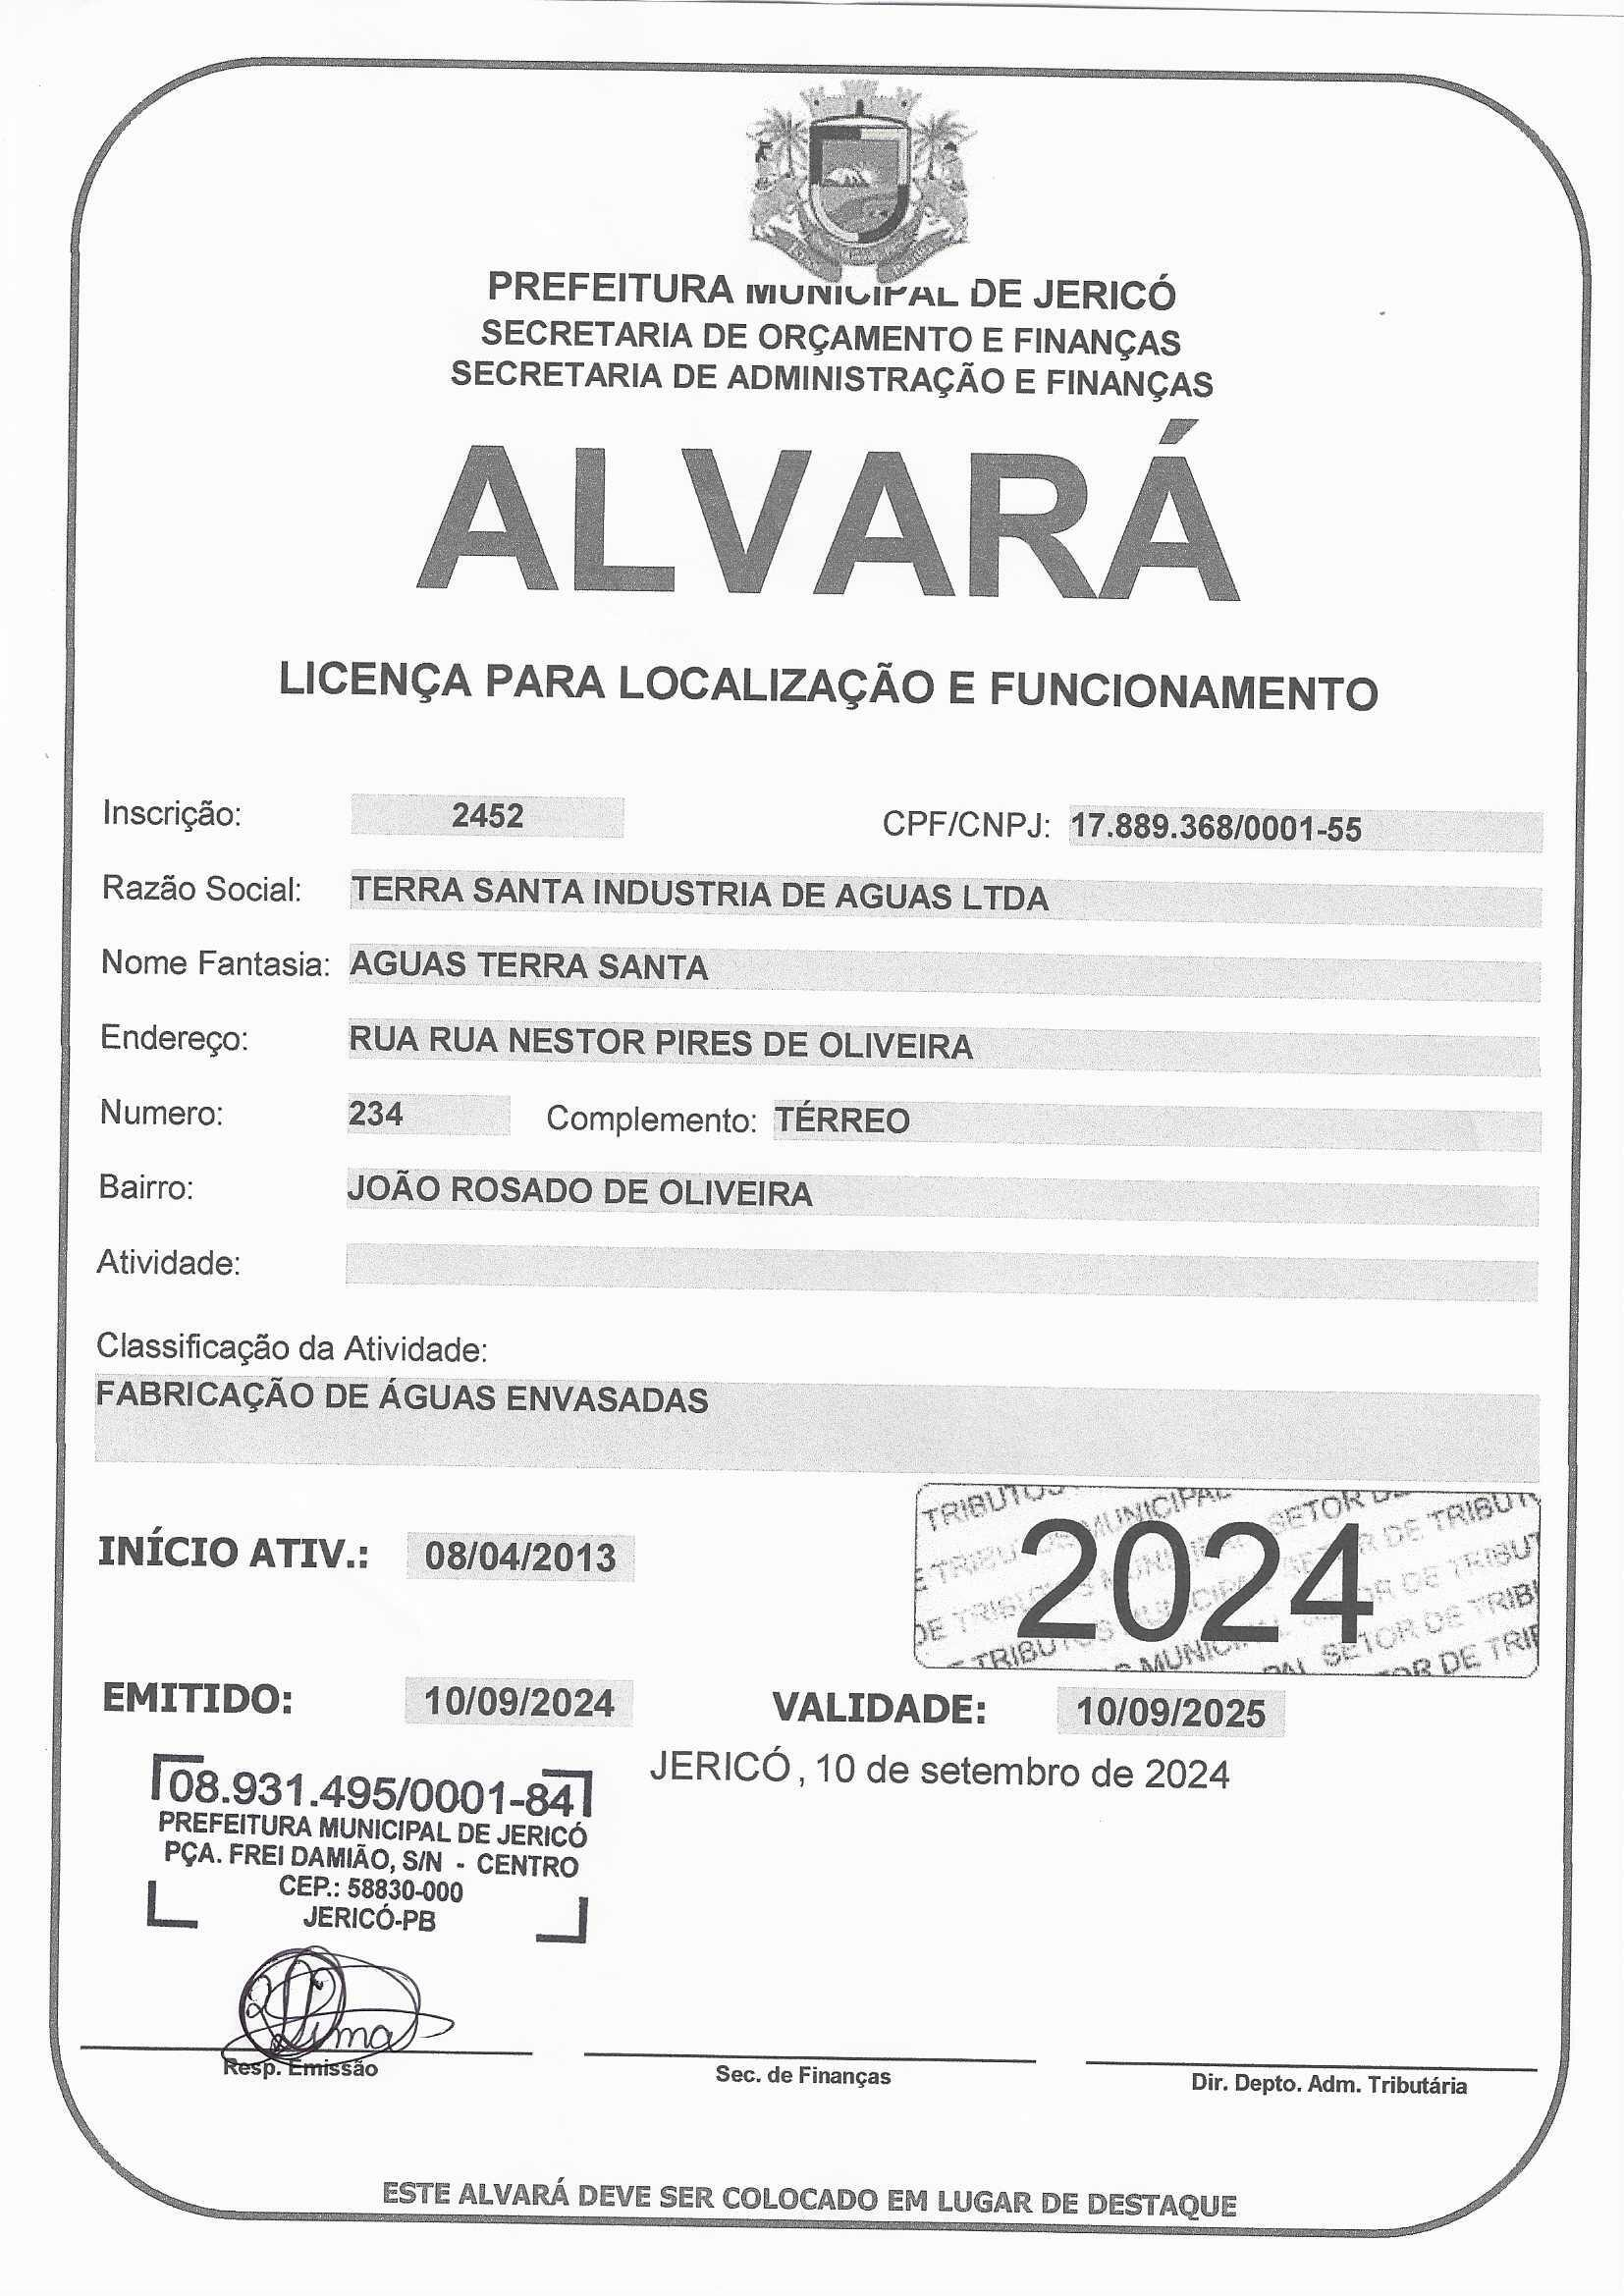 PREFEITURA MUNICIPAL DE JERICÓ
SECRETARIA DE ORÇAMENTO E FINANÇAS
SECRETARIA DE ADMINISTRAÇÃO E FINANÇAS
ALVARÁ
LICENÇA PARA LOCALIZAÇÃO E FUNCIONAMENTO
Inscrição: 2452 CPF/CNPJ: 17.889.368/0001-55
Razão Social: TERRA SANTA INDUSTRIA DE AGUAS LTDA
Nome Fantasia: AGUAS TERRA SANTA
Endereço: RUA RUA NESTOR PIRES DE OLIVEIRA
Numero: 234 Complemento: TÉRREO
Bairro: JOÃO ROSADO DE OLIVEIRA
Atividade:
Classificação da Atividade:
FABRICAÇÃO DE ÁGUAS ENVASADAS
INÍCIO ATIV.: 08/04/2013
2024
EMITIDO: 10/09/2024 VALIDADE: 10/09/2025
JERICÓ, 10 de setembro de 2024
08.931.495/0001-84
PREFEITURA MUNICIPAL DE JERICÓ
PÇA. FREI DAMIÃO, S/N - CENTRO
CEP.: 58830-000
JERICÓ-PB
Lima
Resp. Emissão
Sec. de Finanças
Dir. Depto. Adm. Tributária
ESTE ALVARÁ DEVE SER COLOCADO EM LUGAR DE DESTAQUE